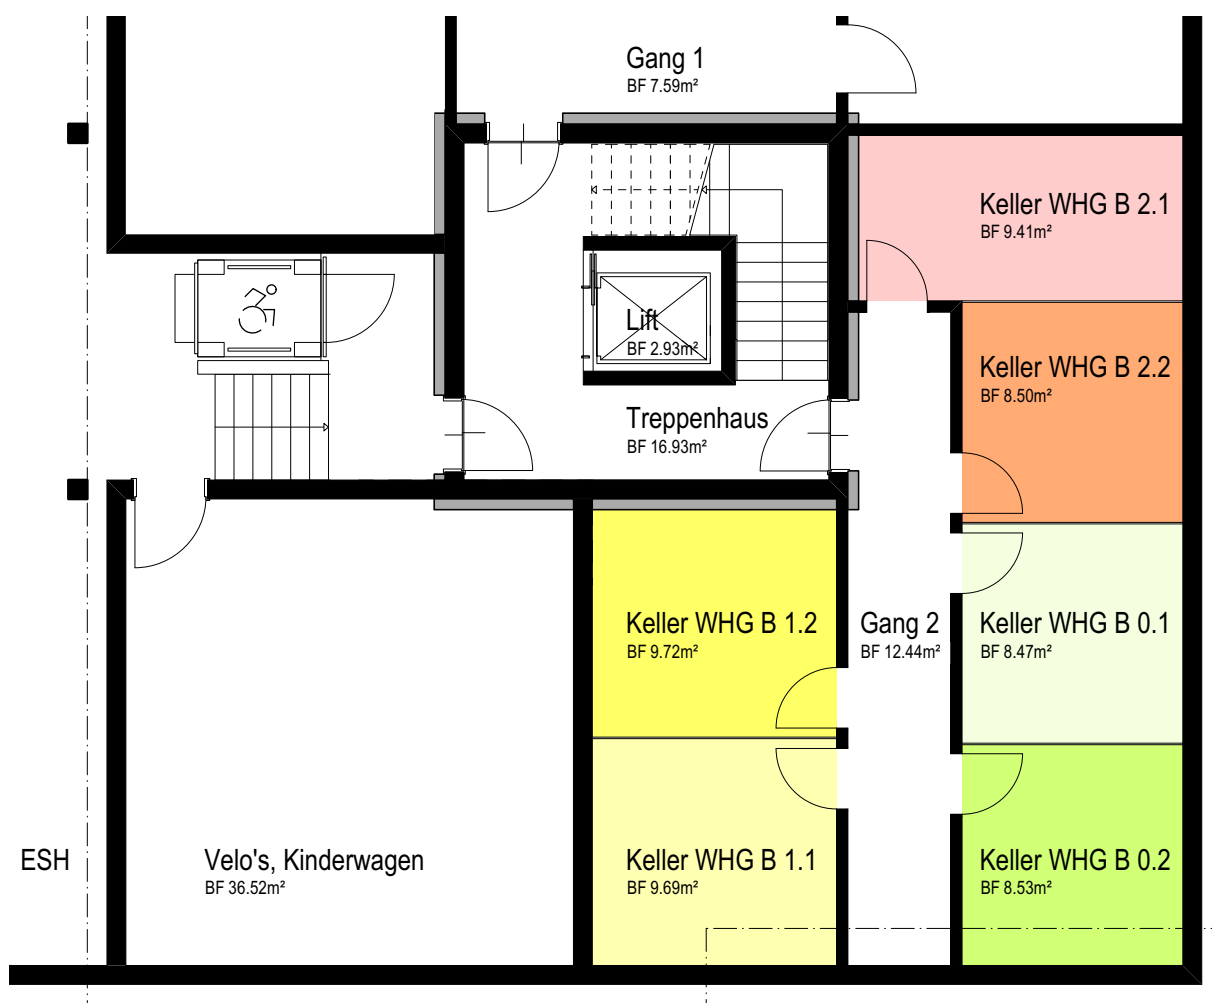 Gang 1
BF 7.59m²
Keller WHG B 2.1
BF 9.41m²
Lift
BF 2.93m²
Keller WHG B 2.2
BF 8.50m²
Treppenhaus
BF 16.93m²
Keller WHG B 1.2
BF 9.72m²
Gang 2
BF 12.44m²
Keller WHG B 0.1
BF 8.47m²
ESH
Velo's, Kinderwagen
BF 36.52m²
Keller WHG B 1.1
BF 9.69m²
Keller WHG B 0.2
BF 8.53m²